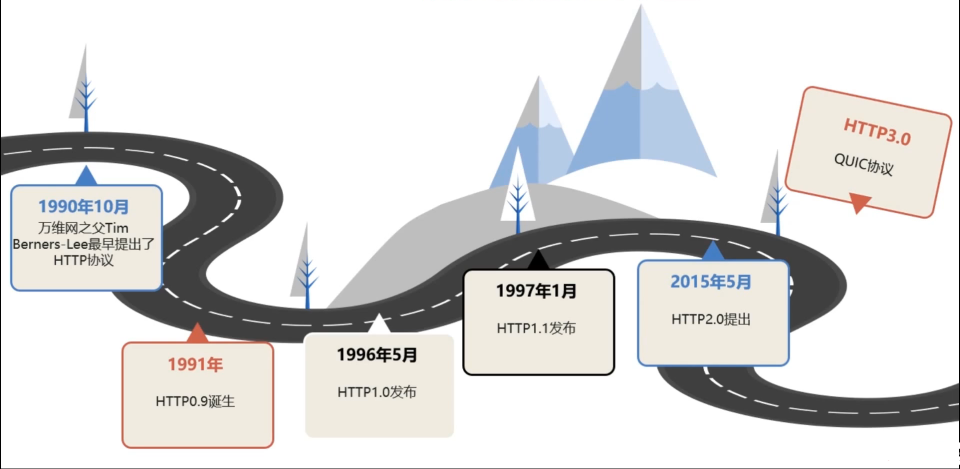 1990年10月
万维网之父Tim
Berners-Lee最早提出了
HTTP协议
1991年
HTTP0.9诞生
1996年5月
HTTP1.0发布
1997年1月
HTTP1.1发布
2015年5月
HTTP2.0提出
HTTP3.0
QUIC协议